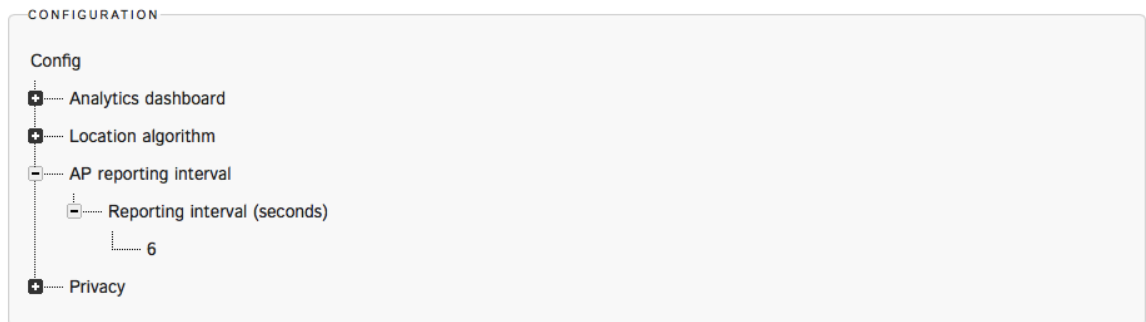 CONFIGURATION
Config
Analytics dashboard
Location algorithm
AP reporting interval
Reporting interval (seconds)
6
Privacy